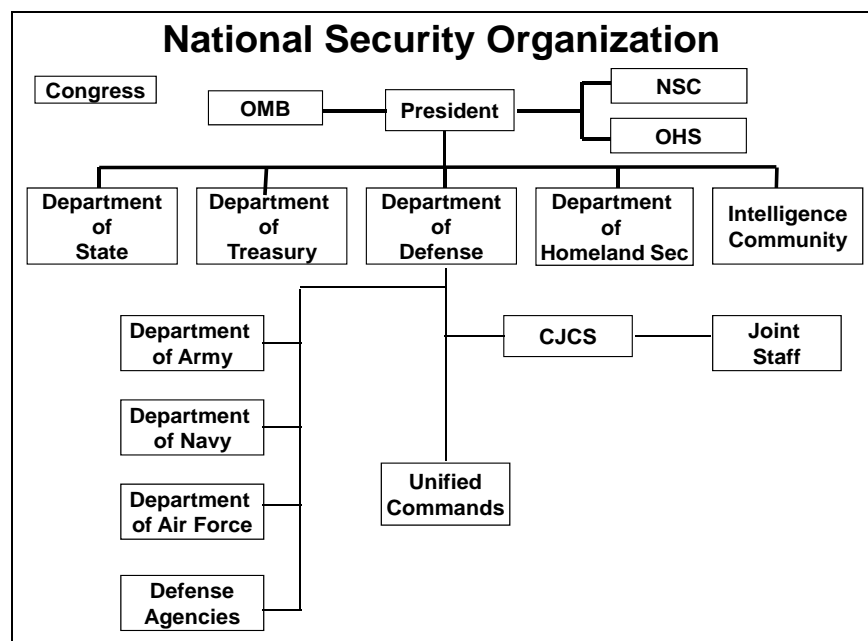 National Security Organization
Congress
OMB
President
NSC
OHS
Department
of
State
Department
of
Treasury
Department
of
Defense
Department
of
Homeland Sec
Intelligence
Community
Department
of Army
CJCS
Joint
Staff
Department
of Navy
Unified
Commands
Department
of Air Force
Defense
Agencies